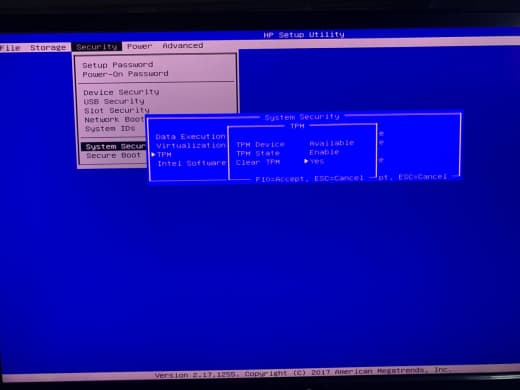 HP Setup Utility
File Storage Security Power Advanced
Setup Password
Power-On Password
Device Security
USB Security
Slot Security
Network Boot
System IDs
System Secur
Secure Boot
System Security
Data Execution
Virtualization
TPM
Intel Software
TPM
TPM Device Available
TPM State Enable
Clear TPM Yes
F10=Accept, ESC=Cancel
e
e
e
pt, ESC=Cancel
Version 2.17.1255. Copyright (C) 2017 American Megatrends, Inc.